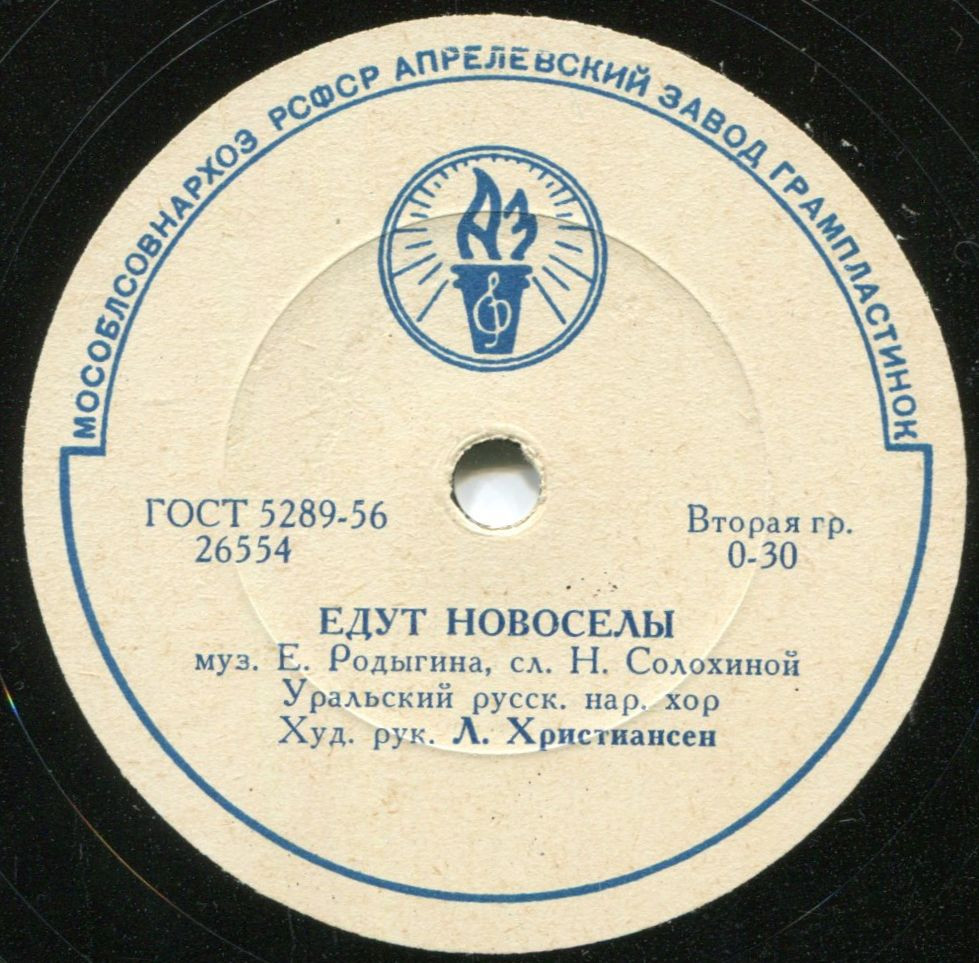 МОСОБЛСОВНАРХОЗ РСФСР АПРЕЛЕВСКИЙ ЗАВОД ГРАМПЛАСТИНОК
АЗ
ГОСТ 5289-56
26554
Вторая гр.
0-30
ЕДУТ НОВОСЕЛЫ
муз. Е. Родыгина, сл. Н. Солохиной
Уральский русск. нар. хор
Худ. рук. Л. Христиансен